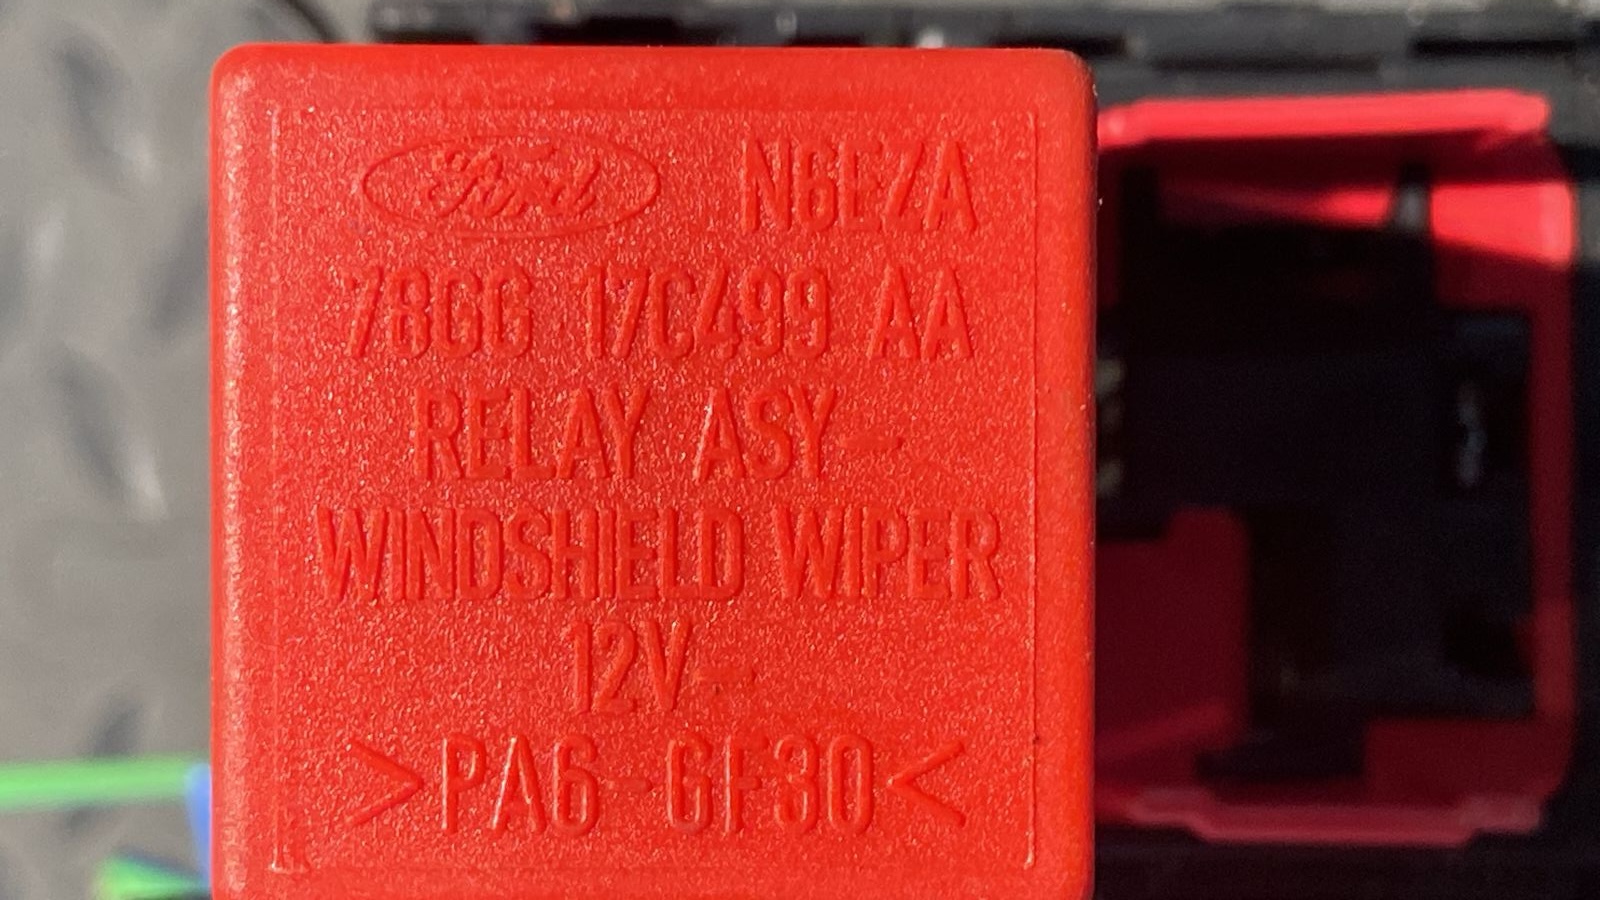 Ford N6EZA
78GG 17C499 AA
RELAY ASY-
WINDSHIELD WIPER
12V-
>PA6-GF30<